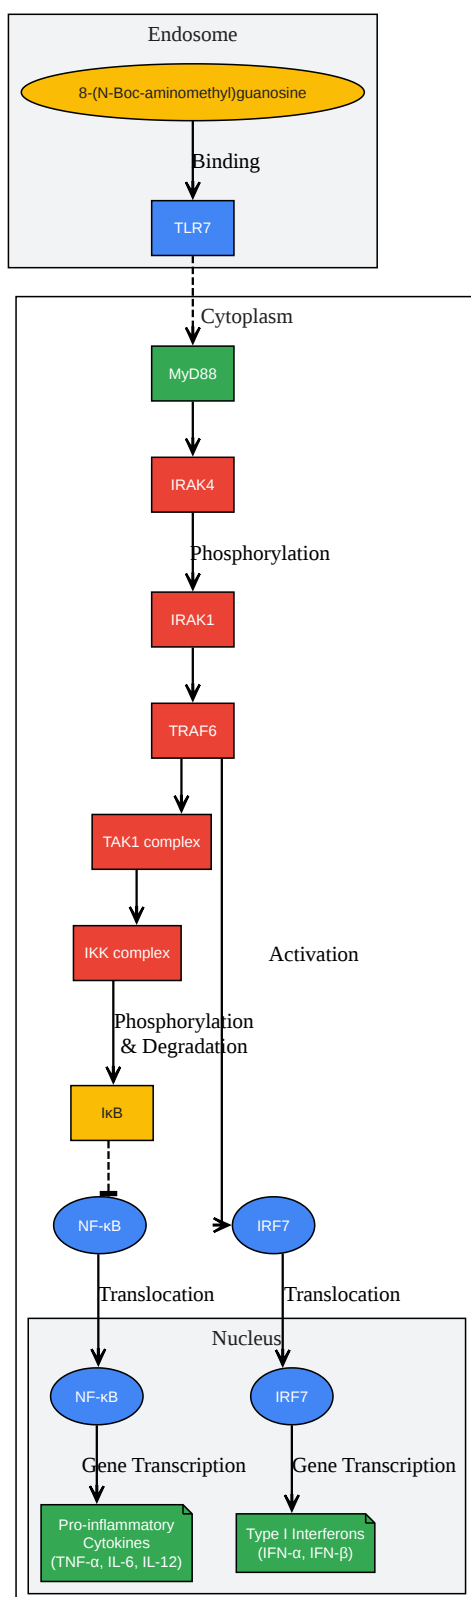 Endosome
8-(N-Boc-aminomethyl)guanosine
Binding
TLR7
Cytoplasm
MyD88
IRAK4
Phosphorylation
IRAK1
TRAF6
TAK1 complex
IKK complex
Activation
Phosphorylation
& Degradation
IκB
NF-κB
IRF7
Translocation
Translocation
Nucleus
NF-κB
IRF7
Gene Transcription
Gene Transcription
Pro-inflammatory
Cytokines
(TNF-α, IL-6, IL-12)
Type I Interferons
(IFN-α, IFN-β)